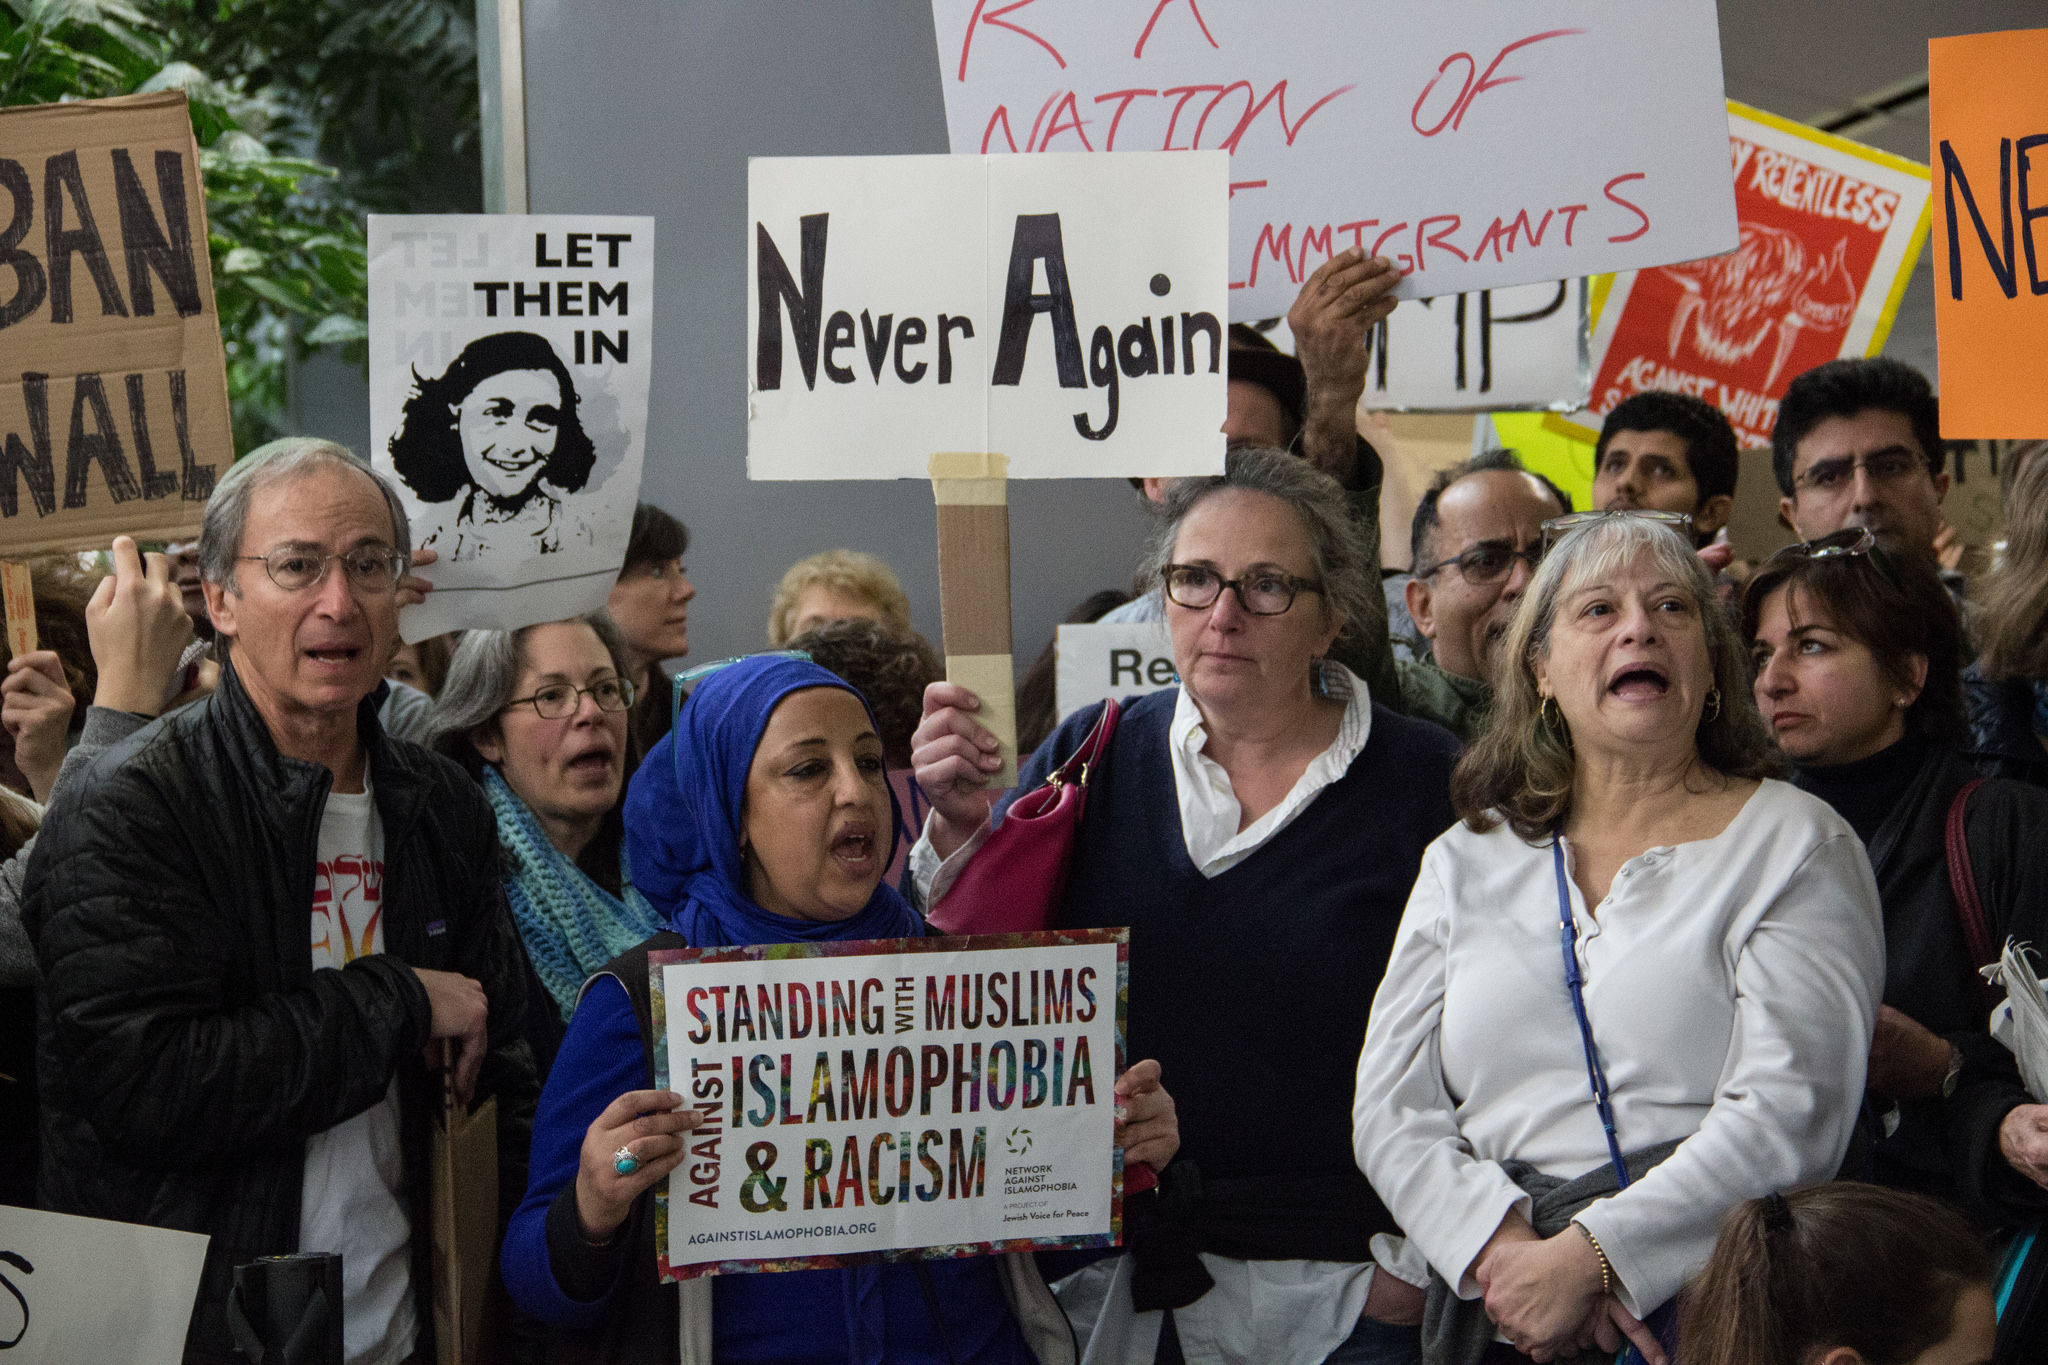 BAN
WALL
LET
THEM
IN
Never Again
NATION OF
IMMIGRANTS
RELENTLESS
AGAINST WHITE
NE
Re
STANDING WITH MUSLIMS
AGAINST ISLAMOPHOBIA
& RACISM
NETWORK
AGAINST
ISLAMOPHOBIA
A PROJECT OF
Jewish Voice for Peace
AGAINSTISLAMOPHOBIA.ORG